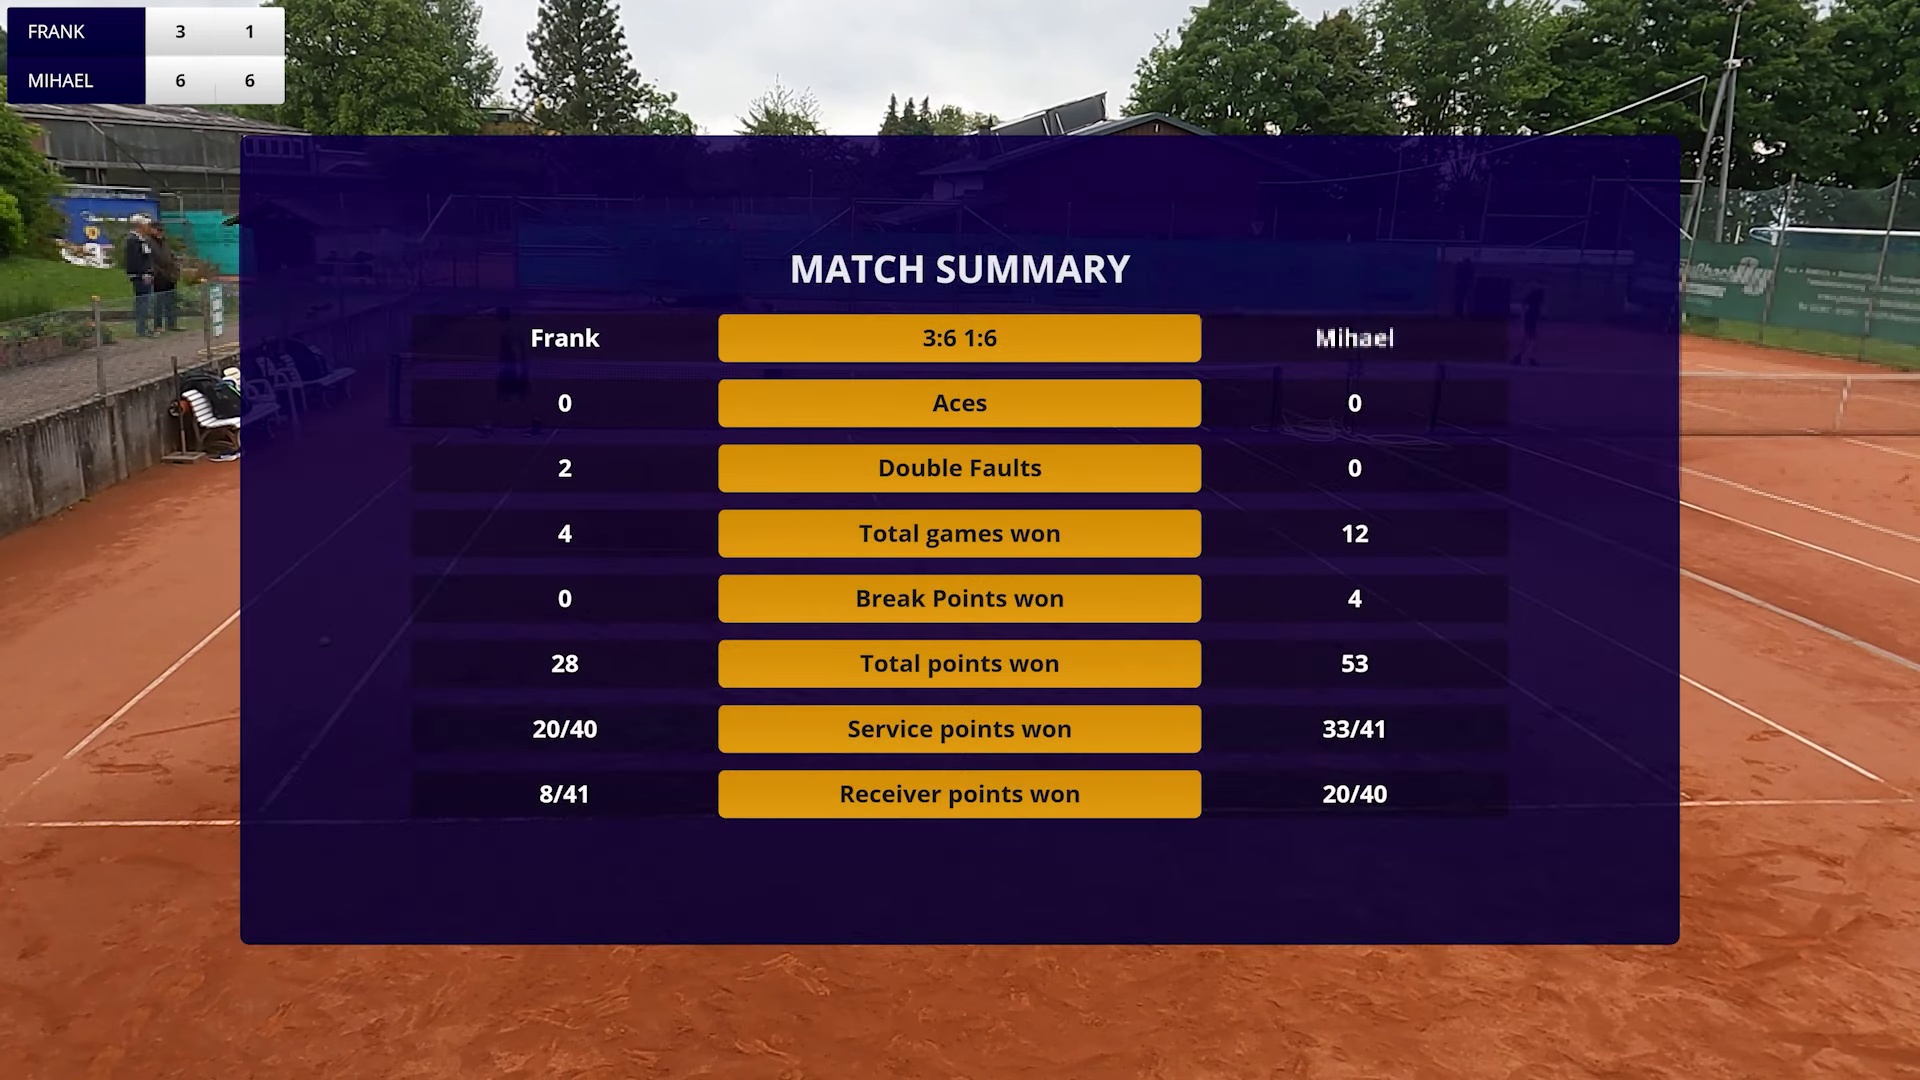 FRANK 3 1
MIHAEL 6 6
MATCH SUMMARY
Frank 3:6 1:6 Mihael
0 Aces 0
2 Double Faults 0
4 Total games won 12
0 Break Points won 4
28 Total points won 53
20/40 Service points won 33/41
8/41 Receiver points won 20/40